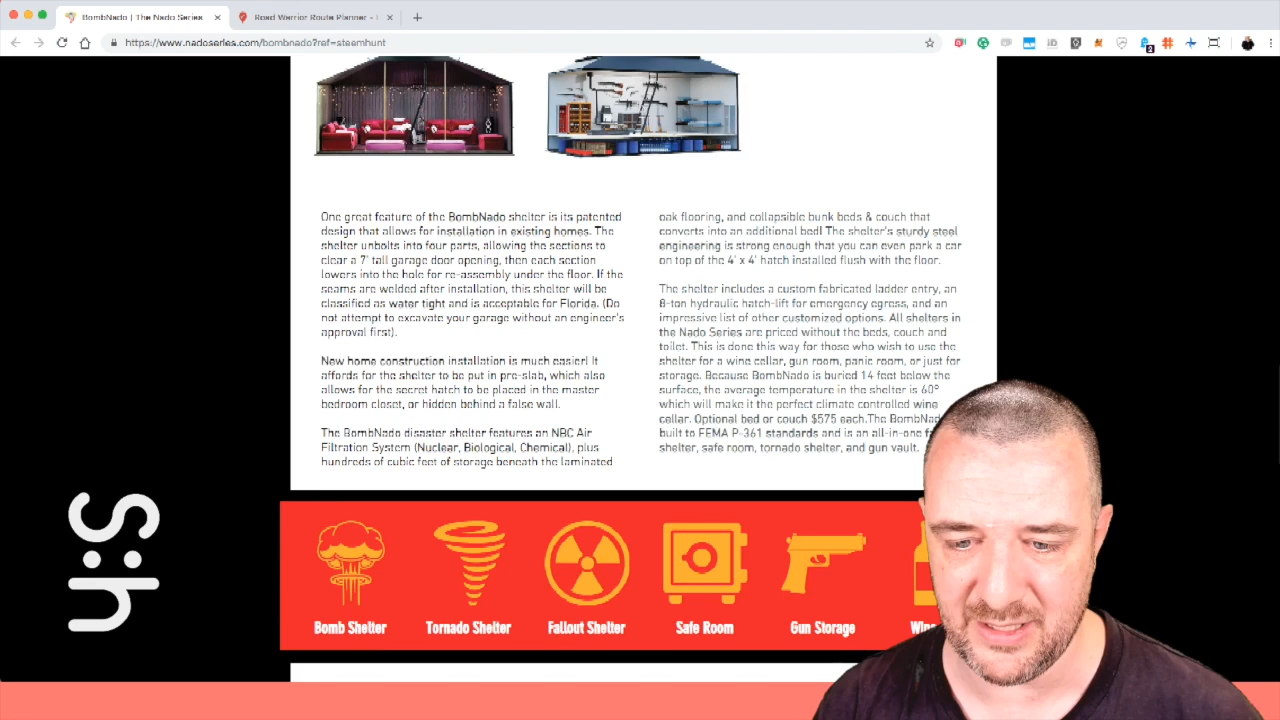 BombNado | The Nado Series
Road Warrior Route Planner -
https://www.nadoseries.com/bombnado?ref=steemhunt
2
One great feature of the BombNado shelter is its patented
design that allows for installation in existing homes. The
shelter unbolts into four parts, allowing the sections to
clear a 7' tall garage door opening, then each section
lowers into the hole for re-assembly under the floor. If the
seams are welded after installation, this shelter will be
classified as water tight and is acceptable for Florida. (Do
not attempt to excavate your garage without an engineer's
approval first).
New home construction installation is much easier! It
affords for the shelter to be put in pre-slab, which also
allows for the secret hatch to be placed in the master
bedroom closet, or hidden behind a false wall.
The BombNado disaster shelter features an NBC Air
Filtration System (Nuclear, Biological, Chemical), plus
hundreds of cubic feet of storage beneath the laminated
oak flooring, and collapsible bunk beds & couch that
converts into an additional bed! The shelter's sturdy steel
engineering is strong enough that you can even park a car
on top of the 4' x 4' hatch installed flush with the floor.
The shelter includes a custom fabricated ladder entry, an
8-ton hydraulic hatch-lift for emergency egress, and an
impressive list of other customized options. All shelters in
the Nado Series are priced without the beds, couch and
toilet. This is done this way for those who wish to use the
shelter for a wine cellar, gun room, panic room, or just for
storage. Because BombNado is buried 14 feet below the
surface, the average temperature in the shelter is 60°
which will make it the perfect climate controlled wine
cellar. Optional bed or couch $575 each.The BombNado
built to FEMA P-361 standards and is an all-in-one
shelter, safe room, tornado shelter, and gun vault.
s:h
Bomb Shelter
Tornado Shelter
Fallout Shelter
Safe Room
Gun Storage